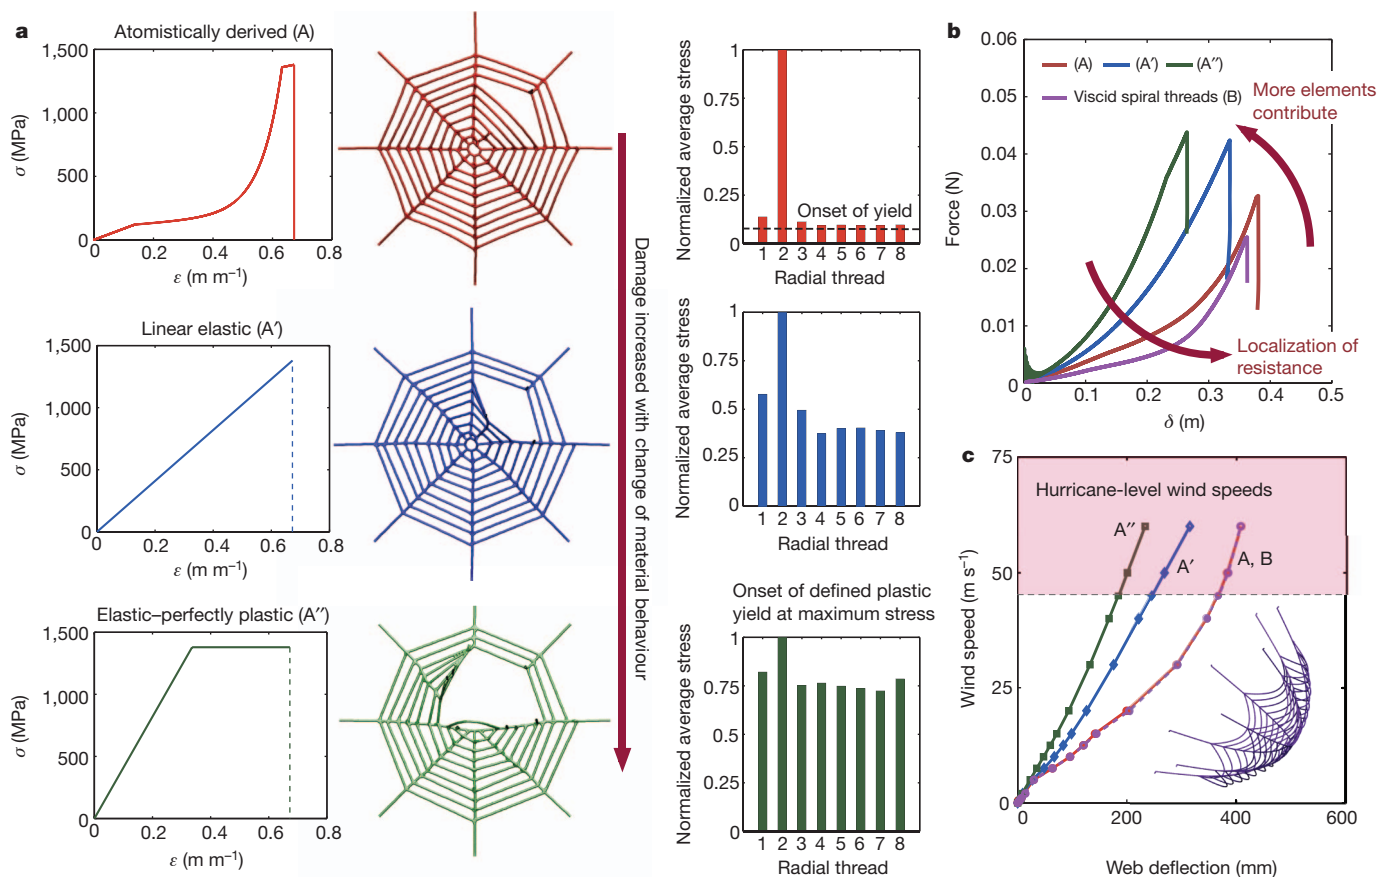 a
Atomistically derived (A)
1,500
1,000
500
0
σ (MPa)
0 0.2 0.4 0.6 0.8
ε (m m⁻¹)
Linear elastic (A′)
1,500
1,000
500
0
σ (MPa)
0 0.2 0.4 0.6 0.8
ε (m m⁻¹)
Elastic–perfectly plastic (A′′)
1,500
1,000
500
0
σ (MPa)
0 0.2 0.4 0.6 0.8
ε (m m⁻¹)
Damage increased with change of material behaviour
1
0.75
0.5
0.25
0
Normalized average stress
Onset of yield
1 2 3 4 5 6 7 8
Radial thread
1
0.75
0.5
0.25
0
Normalized average stress
1 2 3 4 5 6 7 8
Radial thread
Onset of defined plastic
yield at maximum stress
1
0.75
0.5
0.25
0
Normalized average stress
1 2 3 4 5 6 7 8
Radial thread
b
0.06
0.05
0.04
0.03
0.02
0.01
0
Force (N)
(A) (A′) (A′′)
Viscid spiral threads (B)
More elements
contribute
Localization of
resistance
0 0.1 0.2 0.3 0.4 0.5
δ (m)
c
75
50
25
0
Wind speed (m s⁻¹)
Hurricane-level wind speeds
A′′
A′
A, B
0 200 400 600
Web deflection (mm)